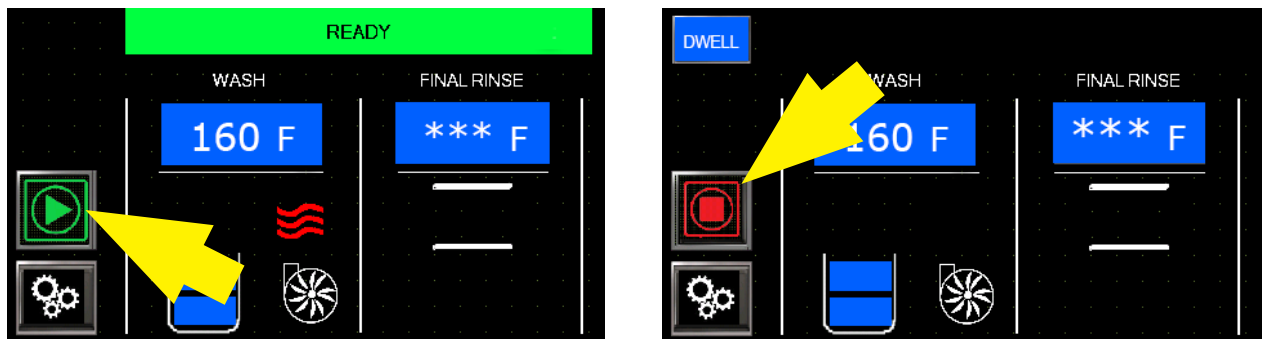 READY
WASH
FINAL RINSE
160 F
*** F
DWELL
WASH
FINAL RINSE
160 F
*** F